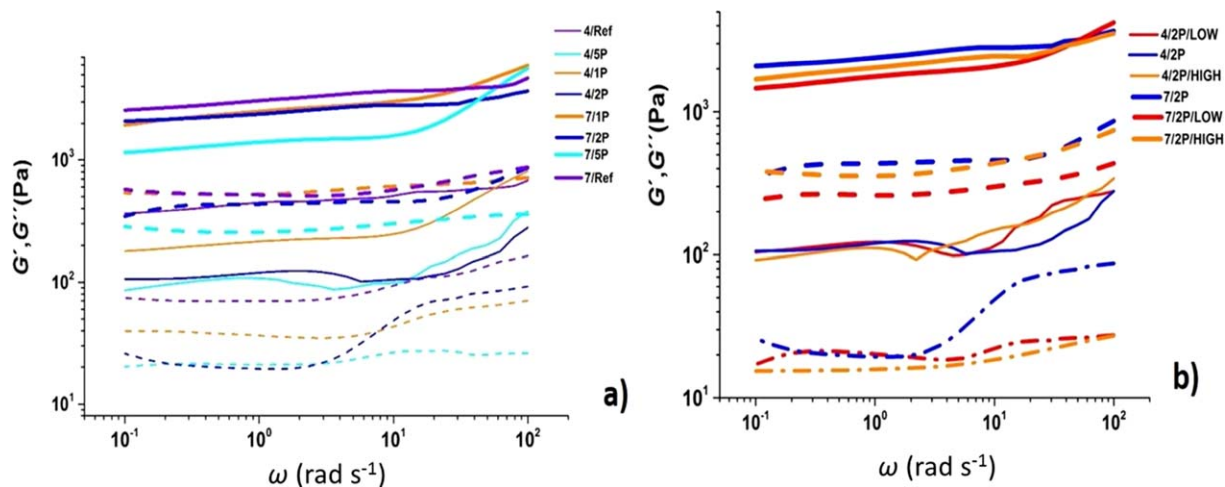 G´,G´´(Pa)
10³
10²
10¹
10⁻¹
10⁰
10¹
10²
ω (rad s⁻¹)
4/Ref
4/5P
4/1P
4/2P
7/1P
7/2P
7/5P
7/Ref
a)
G´,G´´(Pa)
10³
10²
10¹
10⁻¹
10⁰
10¹
10²
ω (rad s⁻¹)
4/2P/LOW
4/2P
4/2P/HIGH
7/2P
7/2P/LOW
7/2P/HIGH
b)